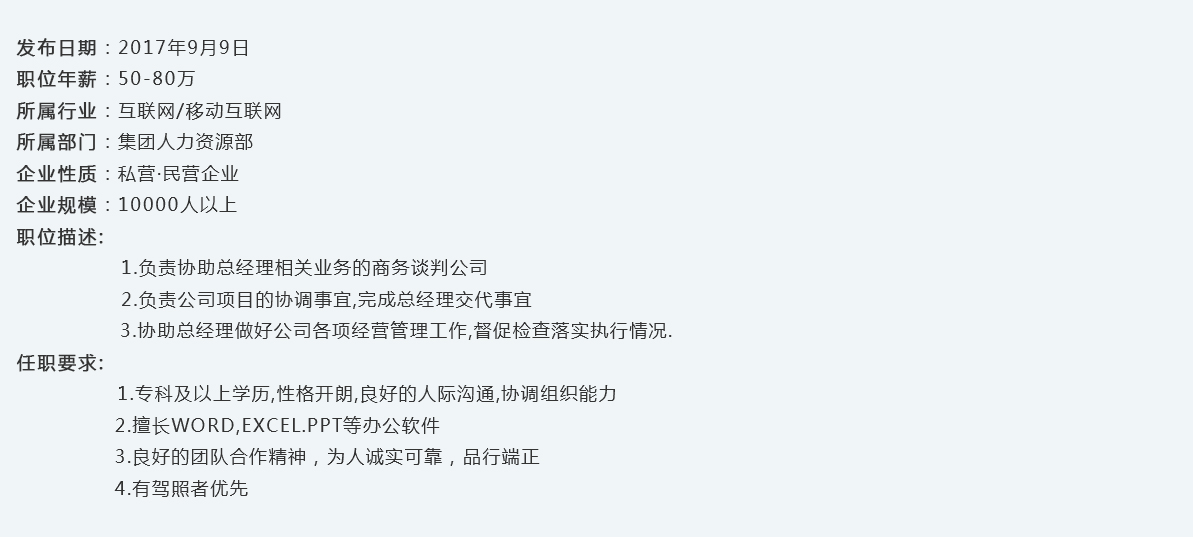 发布日期：2017年9月9日
职位年薪：50-80万
所属行业：互联网/移动互联网
所属部门：集团人力资源部
企业性质：私营·民营企业
企业规模：10000人以上
职位描述:
1.负责协助总经理相关业务的商务谈判公司
2.负责公司项目的协调事宜,完成总经理交代事宜
3.协助总经理做好公司各项经营管理工作,督促检查落实执行情况.
任职要求:
1.专科及以上学历,性格开朗,良好的人际沟通,协调组织能力
2.擅长WORD,EXCEL.PPT等办公软件
3.良好的团队合作精神，为人诚实可靠，品行端正
4.有驾照者优先